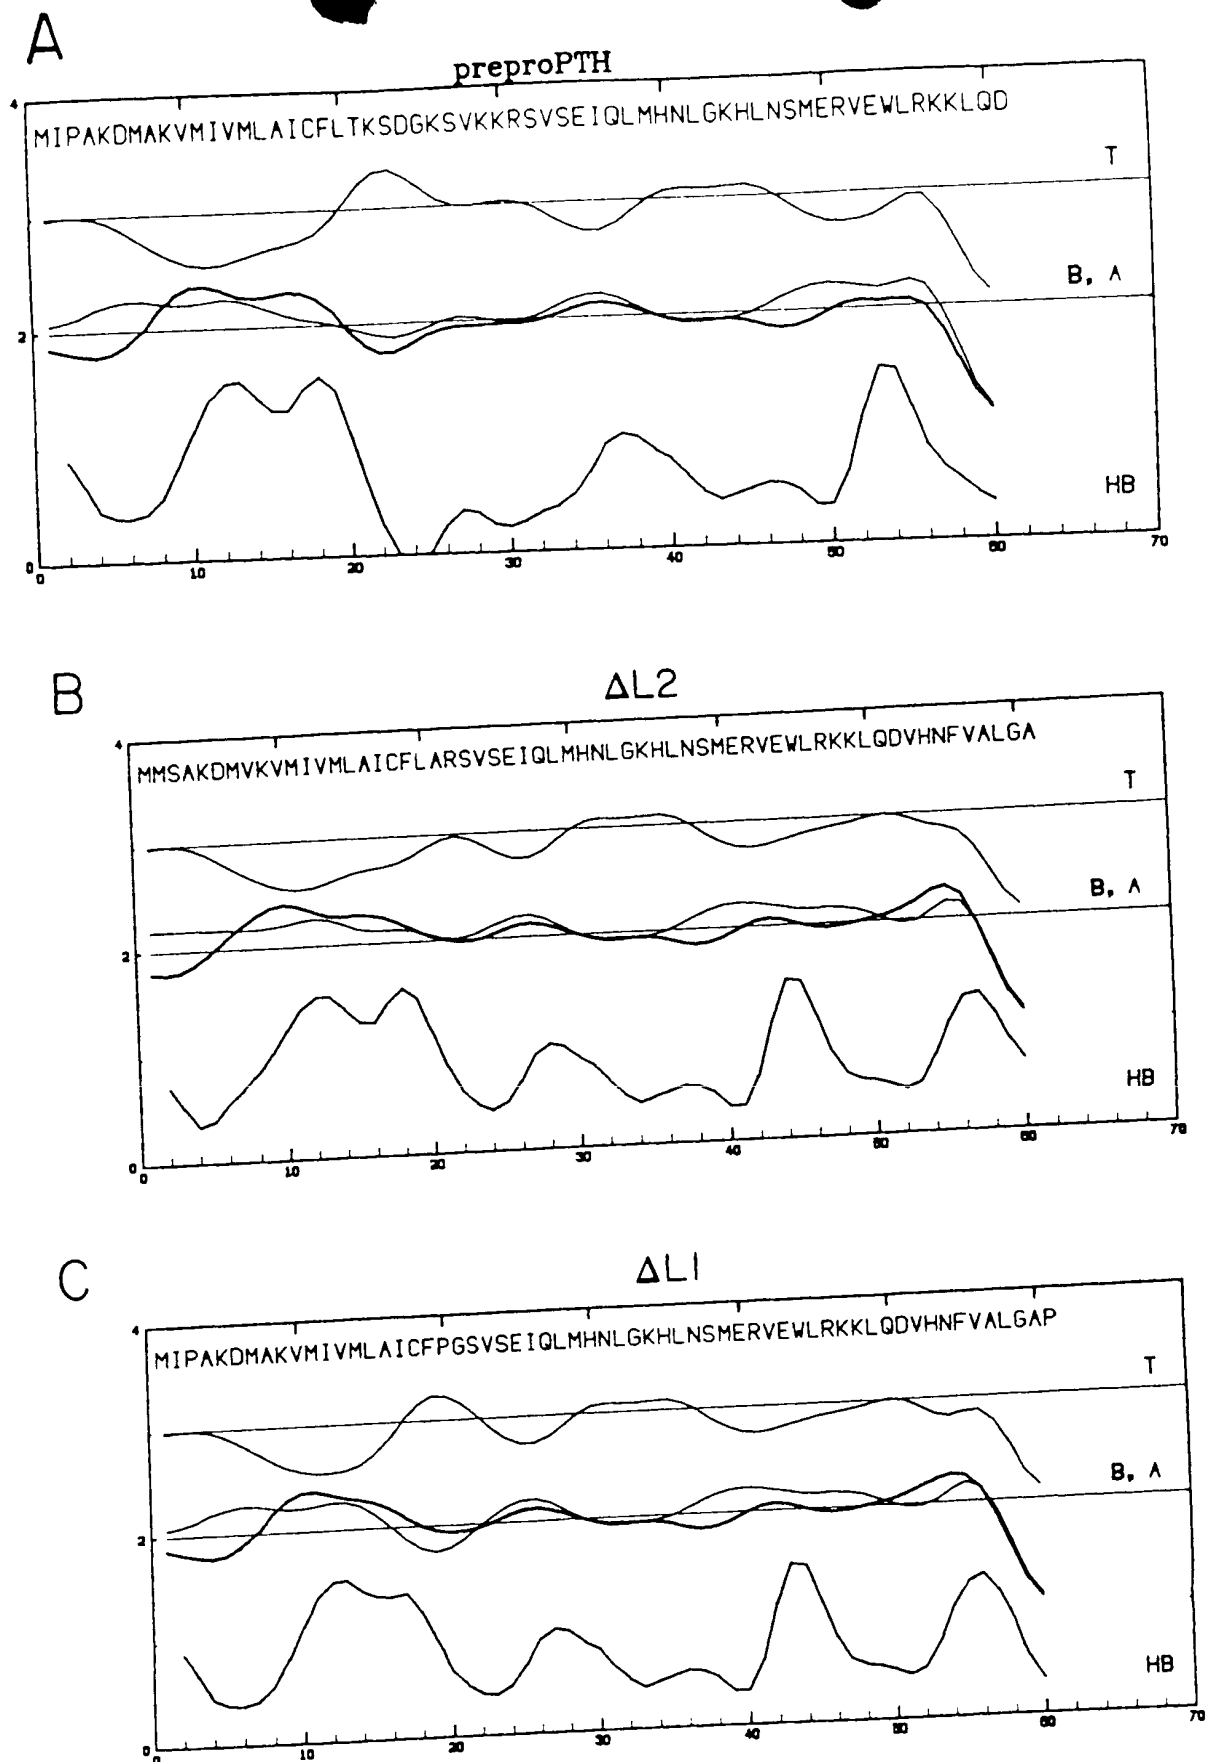 A
preproPTH
4
MIPAKDMAKVMIVMLAICFLTKSDGKSVKKRSVSEIQLMHNLGKHLNSMERVEWLRKKLQD
T
B, A
2
HB
0
0 10 20 30 40 50 60 70
B
ΔL2
4
MMSAKDMVKVMIVMLAICFLARSVSEIQLMHNLGKHLNSMERVEWLRKKLQDVHNFVALGA
T
B, A
2
HB
0
0 10 20 30 40 50 60 70
C
ΔL1
4
MIPAKDMAKVMIVMLAICFPGSVSEIQLMHNLGKHLNSMERVEWLRKKLQDVHNFVALGAP
T
B, A
2
HB
0
0 10 20 30 40 50 60 70